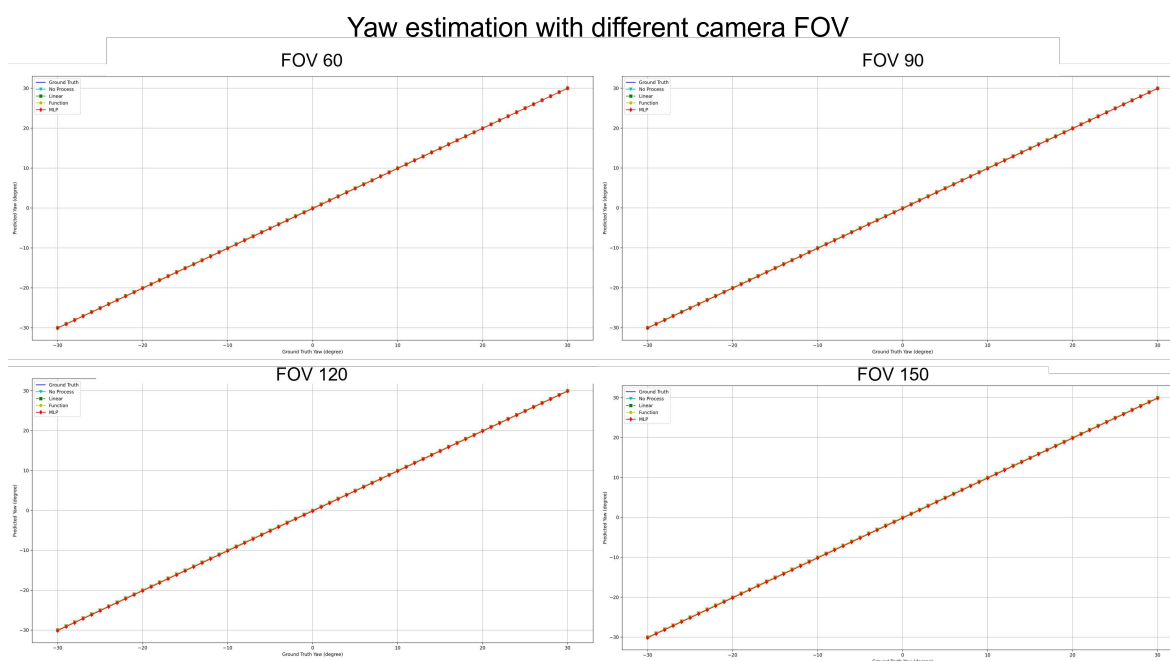 Yaw estimation with different camera FOV
FOV 60
Ground Truth
No Process
Linear
Function
MLP
30
20
10
0
−10
−20
−30
Predicted Yaw (degree)
−30
−20
−10
0
10
20
30
Ground Truth Yaw (degree)
FOV 90
Ground Truth
No Process
Linear
Function
MLP
30
20
10
0
−10
−20
−30
Predicted Yaw (degree)
−30
−20
−10
0
10
20
30
Ground Truth Yaw (degree)
FOV 120
Ground Truth
No Process
Linear
Function
MLP
30
20
10
0
−10
−20
−30
Predicted Yaw (degree)
−30
−20
−10
0
10
20
30
Ground Truth Yaw (degree)
FOV 150
Ground Truth
No Process
Linear
Function
MLP
30
20
10
0
−10
−20
−30
Predicted Yaw (degree)
−30
−20
−10
0
10
20
30
Ground Truth Yaw (degree)